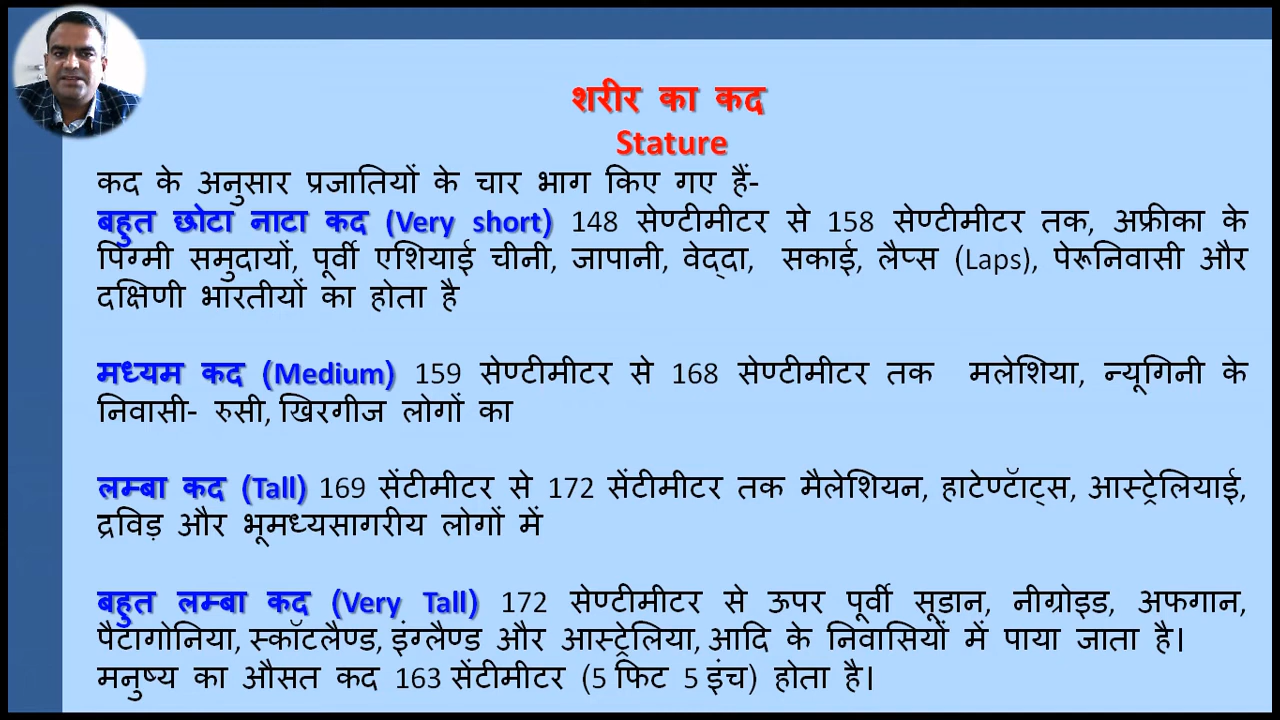 शरीर का कद
Stature
कद के अनुसार प्रजातियों के चार भाग किए गए हैं-
बहुत छोटा नाटा कद (Very short) 148 सेण्टीमीटर से 158 सेण्टीमीटर तक, अफ्रीका के
पिग्मी समुदायों, पूर्वी एशियाई चीनी, जापानी, वेद्दा, सकाई, लैप्स (Laps), पेरूनिवासी और
दक्षिणी भारतीयों का होता है
मध्यम कद (Medium) 159 सेण्टीमीटर से 168 सेण्टीमीटर तक मलेशिया, न्यूगिनी के
निवासी- रुसी, खिरगीज लोगों का
लम्बा कद (Tall) 169 सेंटीमीटर से 172 सेंटीमीटर तक मैलेशियन, हाटेण्टॅाट्स, आस्ट्रेलियाई,
द्रविड़ और भूमध्यसागरीय लोगों में
बहुत लम्बा कद (Very Tall) 172 सेण्टीमीटर से ऊपर पूर्वी सूडान, नीग्रोइड, अफगान,
पैटागोनिया, स्कॉटलैण्ड, इंग्लैण्ड और आस्ट्रेलिया, आदि के निवासियों में पाया जाता है।
मनुष्य का औसत कद 163 सेंटीमीटर (5 फिट 5 इंच) होता है।